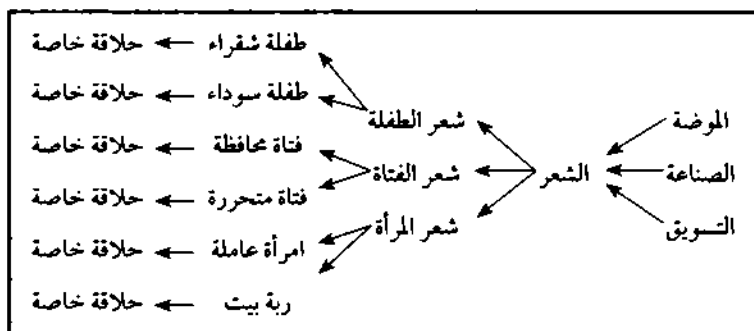 طفلة شقراء حلاقة خاصة
طفلة سوداء حلاقة خاصة
الموضة شعر الطفلة
فتاة محافظة حلاقة خاصة
الصناعة الشعر شعر الفتاة
فتاة متحررة حلاقة خاصة
التسويق شعر المرأة
امرأة عاملة حلاقة خاصة
ربة بيت حلاقة خاصة